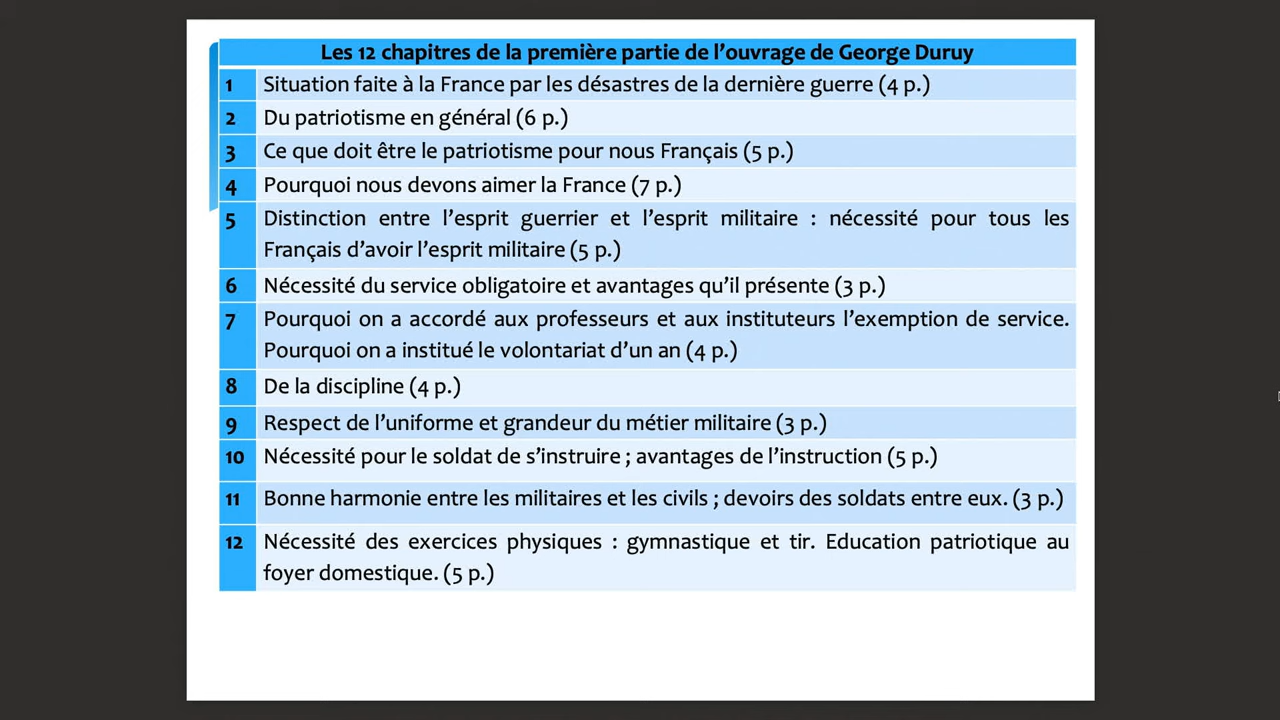 Les 12 chapitres de la première partie de l’ouvrage de George Duruy
1 Situation faite à la France par les désastres de la dernière guerre (4 p.)
2 Du patriotisme en général (6 p.)
3 Ce que doit être le patriotisme pour nous Français (5 p.)
4 Pourquoi nous devons aimer la France (7 p.)
5 Distinction entre l’esprit guerrier et l’esprit militaire : nécessité pour tous les
Français d’avoir l’esprit militaire (5 p.)
6 Nécessité du service obligatoire et avantages qu’il présente (3 p.)
7 Pourquoi on a accordé aux professeurs et aux instituteurs l’exemption de service.
Pourquoi on a institué le volontariat d’un an (4 p.)
8 De la discipline (4 p.)
9 Respect de l’uniforme et grandeur du métier militaire (3 p.)
10 Nécessité pour le soldat de s’instruire ; avantages de l’instruction (5 p.)
11 Bonne harmonie entre les militaires et les civils ; devoirs des soldats entre eux. (3 p.)
12 Nécessité des exercices physiques : gymnastique et tir. Education patriotique au
foyer domestique. (5 p.)